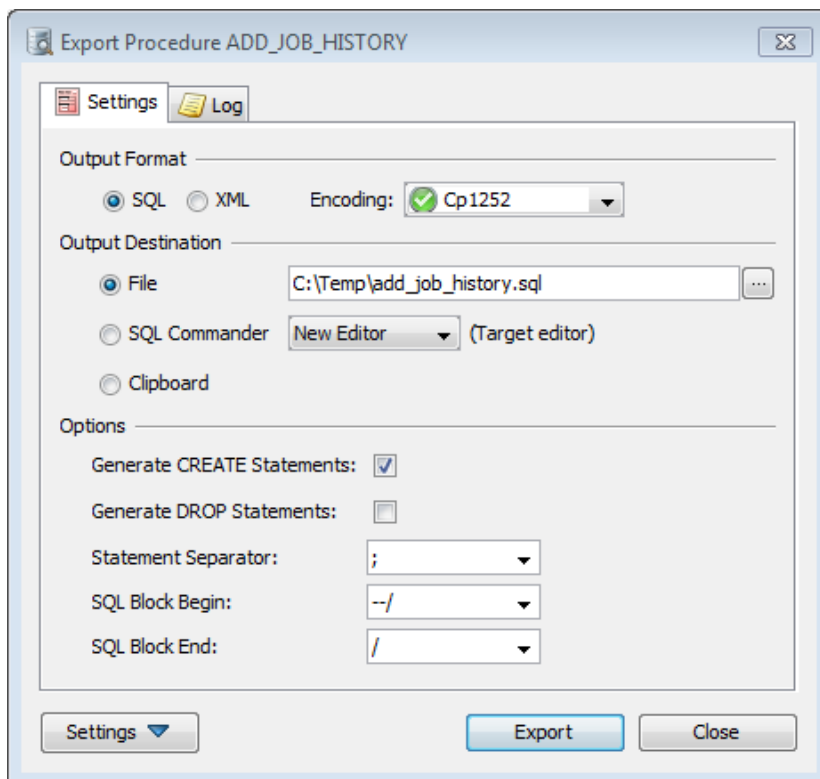 Export Procedure ADD_JOB_HISTORY
Settings Log
Output Format
SQL XML Encoding: Cp1252
Output Destination
File C:\Temp\add_job_history.sql ...
SQL Commander New Editor (Target editor)
Clipboard
Options
Generate CREATE Statements:
Generate DROP Statements:
Statement Separator: ;
SQL Block Begin: --/
SQL Block End: /
Settings Export Close